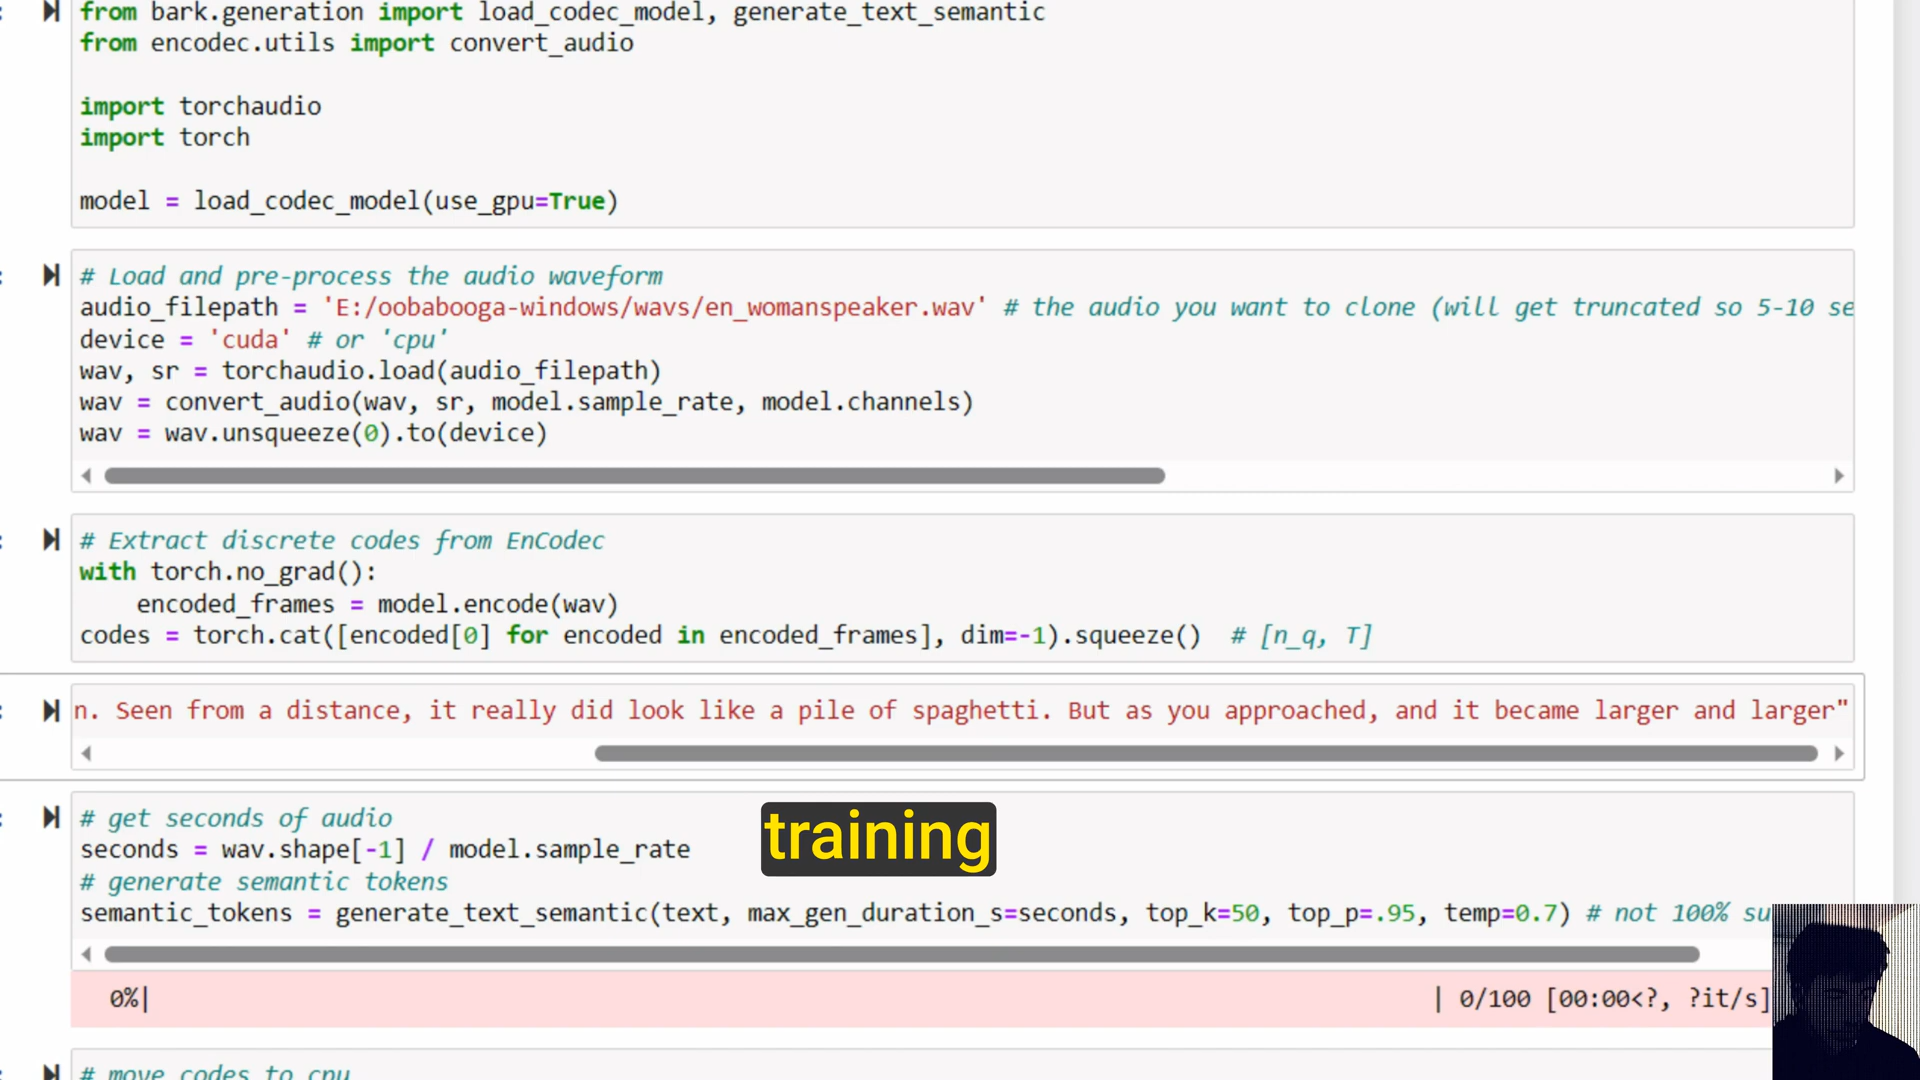 from bark.generation import load_codec_model, generate_text_semantic
from encodec.utils import convert_audio
import torchaudio
import torch
model = load_codec_model(use_gpu=True)
# Load and pre-process the audio waveform
audio_filepath = 'E:/oobabooga-windows/wavs/en_womanspeaker.wav' # the audio you want to clone (will get truncated so 5-10 se
device = 'cuda' # or 'cpu'
wav, sr = torchaudio.load(audio_filepath)
wav = convert_audio(wav, sr, model.sample_rate, model.channels)
wav = wav.unsqueeze(0).to(device)
# Extract discrete codes from EnCodec
with torch.no_grad():
    encoded_frames = model.encode(wav)
codes = torch.cat([encoded[0] for encoded in encoded_frames], dim=-1).squeeze()  # [n_q, T]
n. Seen from a distance, it really did look like a pile of spaghetti. But as you approached, and it became larger and larger"
# get seconds of audio
seconds = wav.shape[-1] / model.sample_rate
training
# generate semantic tokens
semantic_tokens = generate_text_semantic(text, max_gen_duration_s=seconds, top_k=50, top_p=.95, temp=0.7) # not 100% su
0%| | 0/100 [00:00<?, ?it/s]
# move codes to cpu